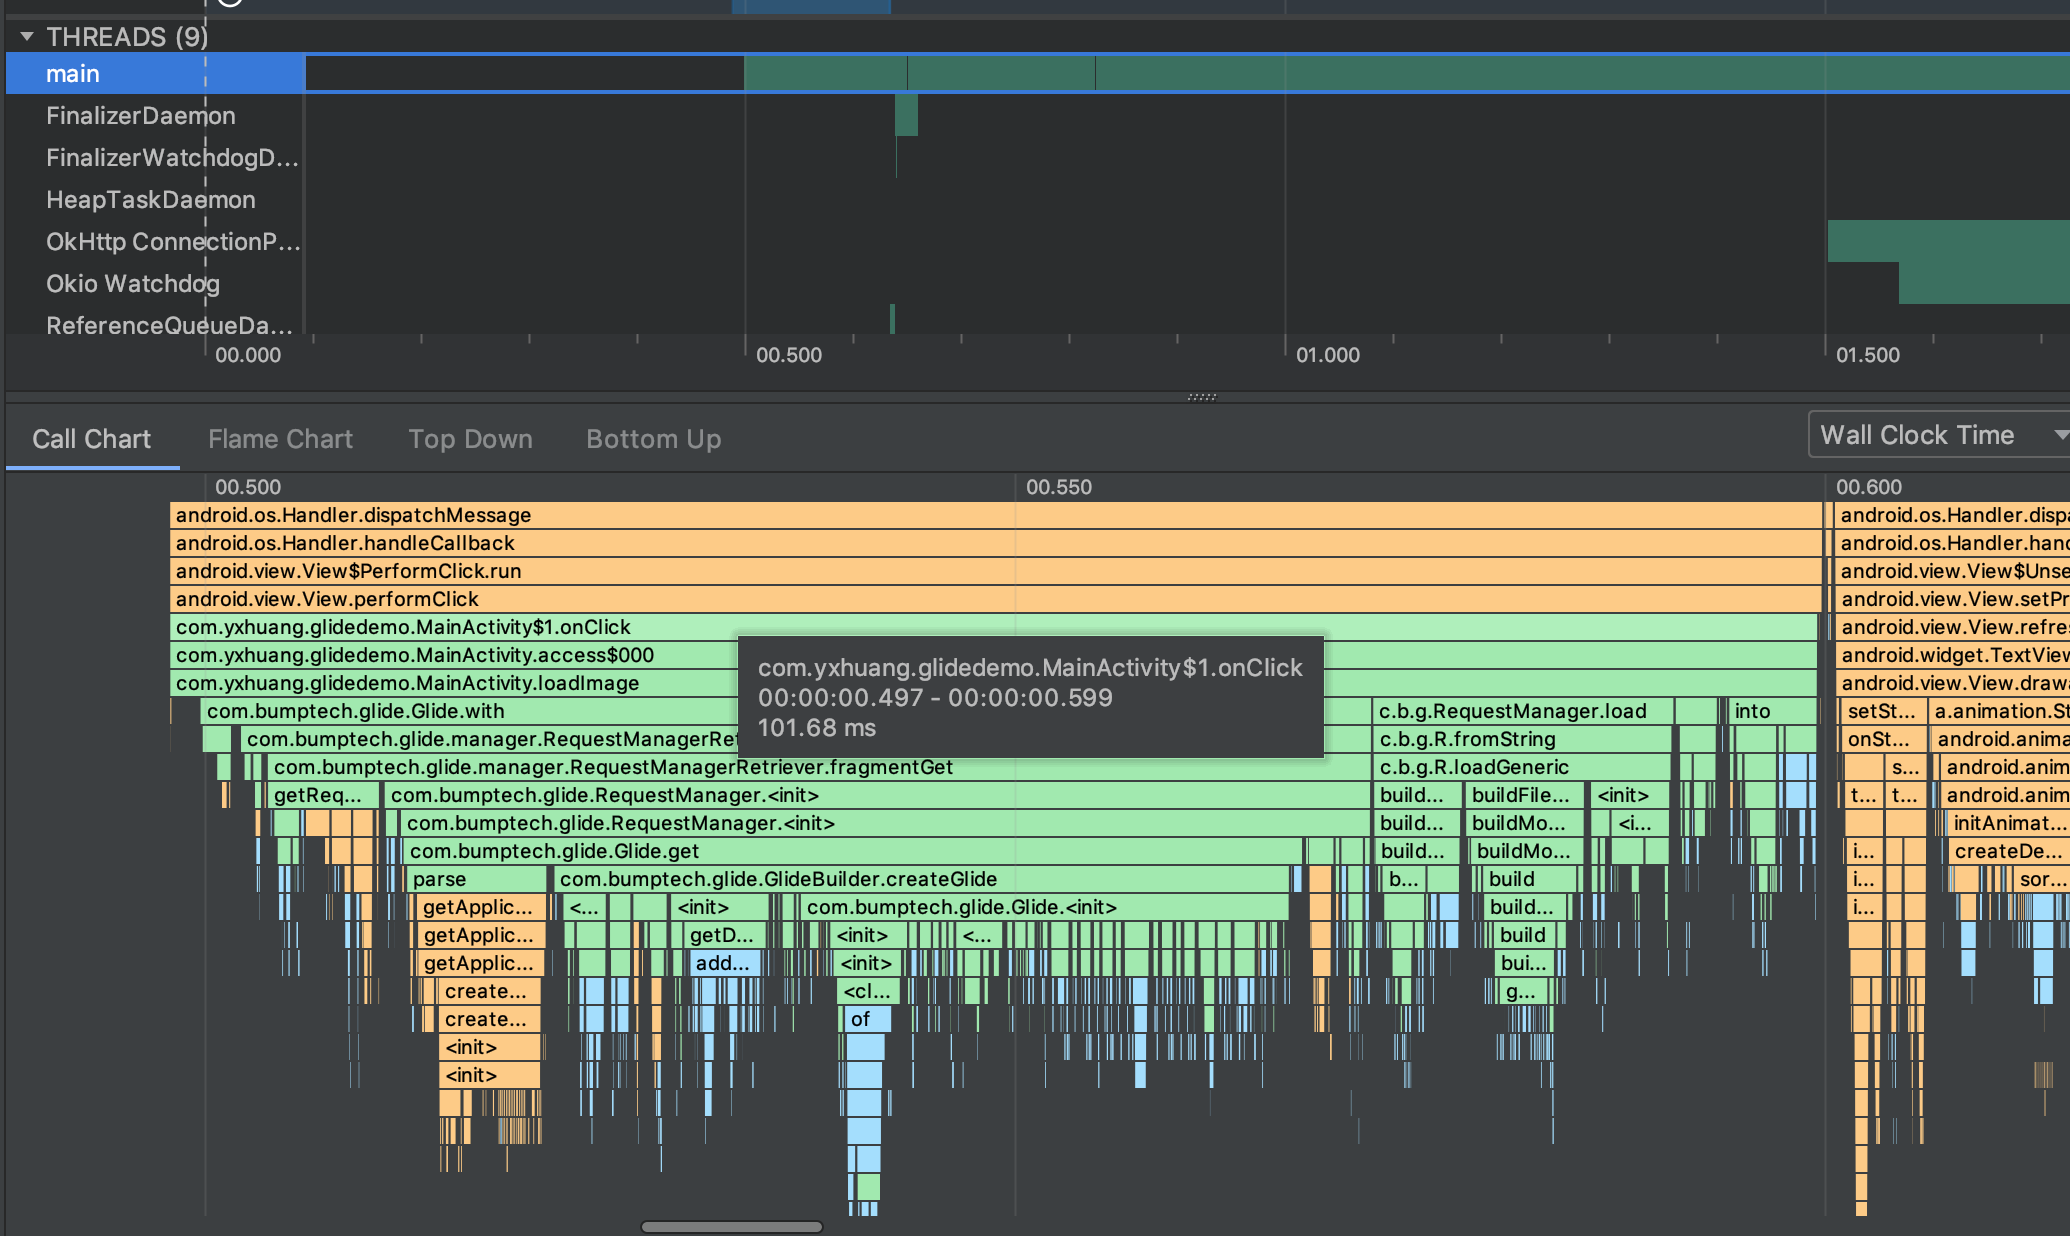 THREADS (9)
main
FinalizerDaemon
FinalizerWatchdogD...
HeapTaskDaemon
OkHttp ConnectionP...
Okio Watchdog
ReferenceQueueDa...
00.000 00.500 01.000 01.500
Call Chart Flame Chart Top Down Bottom Up Wall Clock Time
00.500 00.550 00.600
android.os.Handler.dispatchMessage android.os.Handler.dispa
android.os.Handler.handleCallback android.os.Handler.hand
android.view.View$PerformClick.run android.view.View$Unse
android.view.View.performClick android.view.View.setPr
com.yxhuang.glidedemo.MainActivity$1.onClick android.view.View.refre
com.yxhuang.glidedemo.MainActivity.access$000 android.widget.TextView
com.yxhuang.glidedemo.MainActivity.loadImage android.view.View.drawa
com.yxhuang.glidedemo.MainActivity$1.onClick
00:00:00.497 - 00:00:00.599
101.68 ms
com.bumptech.glide.Glide.with c.b.g.RequestManager.load into setSt... a.animation.St
com.bumptech.glide.manager.RequestManagerRet c.b.g.R.fromString onSt... android.anima
com.bumptech.glide.manager.RequestManagerRetriever.fragmentGet c.b.g.R.loadGeneric s... android.anim
getReq... com.bumptech.glide.RequestManager.<init> build... buildFile... <init> t... t... android.anim
com.bumptech.glide.RequestManager.<init> build... buildMo... <i... initAnimat...
com.bumptech.glide.Glide.get build... buildMo... i... createDe...
parse com.bumptech.glide.GlideBuilder.createGlide b... build i... sor...
getApplic... <... <init> com.bumptech.glide.Glide.<init> build... i...
getApplic... getD... <init> <... build
getApplic... add... <init> bui...
create... <cl... g...
create... of
<init>
<init>